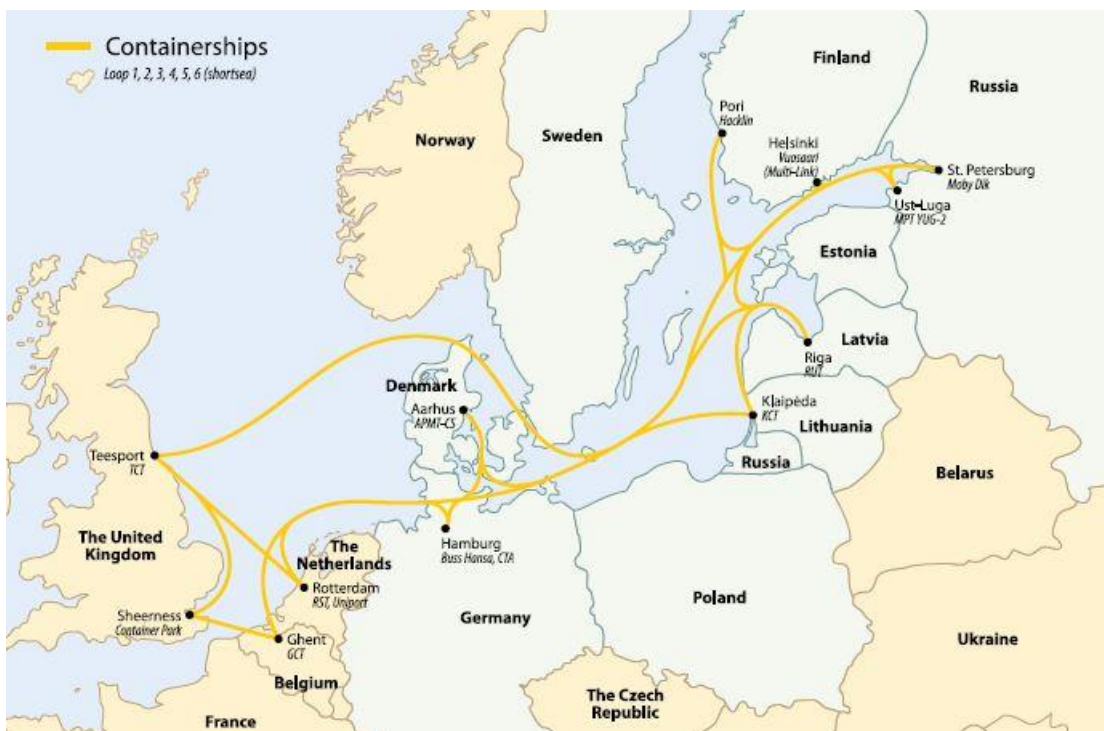 Containerships
Loop 1, 2, 3, 4, 5, 6 (shortsea)
Finland
Russia
Norway
Sweden
Pori
Hacklin
Helsinki
Vuosaari
(Multi-Link)
St. Petersburg
Moby Dik
Ust-Luga
MPT YUG-2
Estonia
Latvia
Riga
RUT
Denmark
Aarhus
APMT-CS
Klaipėda
KCT
Lithuania
Russia
Belarus
Teesport
TCT
The United
Kingdom
The
Netherlands
Hamburg
Buss Hansa, CTA
Rotterdam
RST, Uniport
Sheerness
Container Park
Ghent
GCT
Germany
Poland
Ukraine
Belgium
The Czech
Republic
France